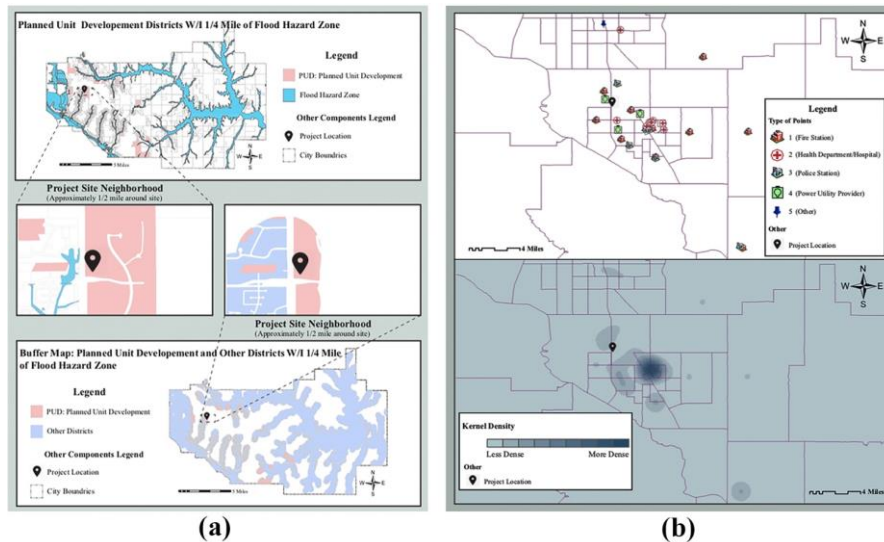 Planned Unit Developement Districts W/I 1/4 Mile of Flood Hazard Zone
Legend
PUD: Planned Unit Development
Flood Hazard Zone
Other Components Legend
Project Location
City Boundries
5 Miles
N
W E
S
Project Site Neighborhood
(Approximately 1/2 mile around site)
Project Site Neighborhood
(Approximately 1/2 mile around site)
Buffer Map: Planned Unit Developement and Other Districts W/I 1/4 Mile
of Flood Hazard Zone
Legend
PUD: Planned Unit Development
Other Districts
Other Components Legend
Project Location
City Boundries
5 Miles
N
W E
S
(a)
N
W E
S
Legend
Type of Points
1 (Fire Station)
2 (Health Department/Hospital)
3 (Police Station)
4 (Power Utility Provider)
5 (Other)
Other
Project Location
4 Miles
N
W E
S
Kernel Density
Less Dense More Dense
Other
Project Location
4 Miles
(b)